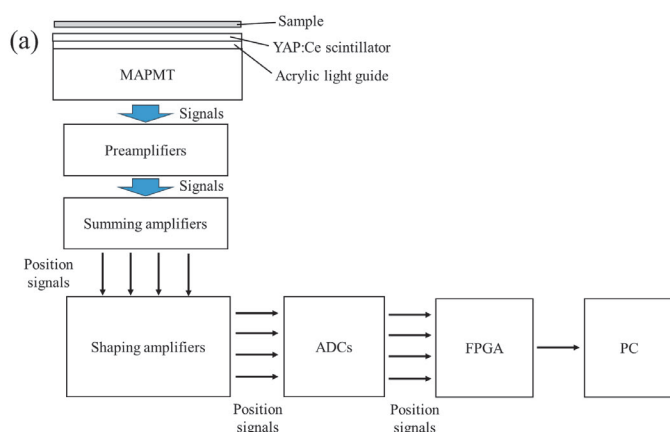 Sample
(a)
YAP:Ce scintillator
Acrylic light guide
MAPMT
Signals
Preamplifiers
Signals
Summing amplifiers
Position
signals
Shaping amplifiers
ADCs
FPGA
PC
Position
signals
Position
signals